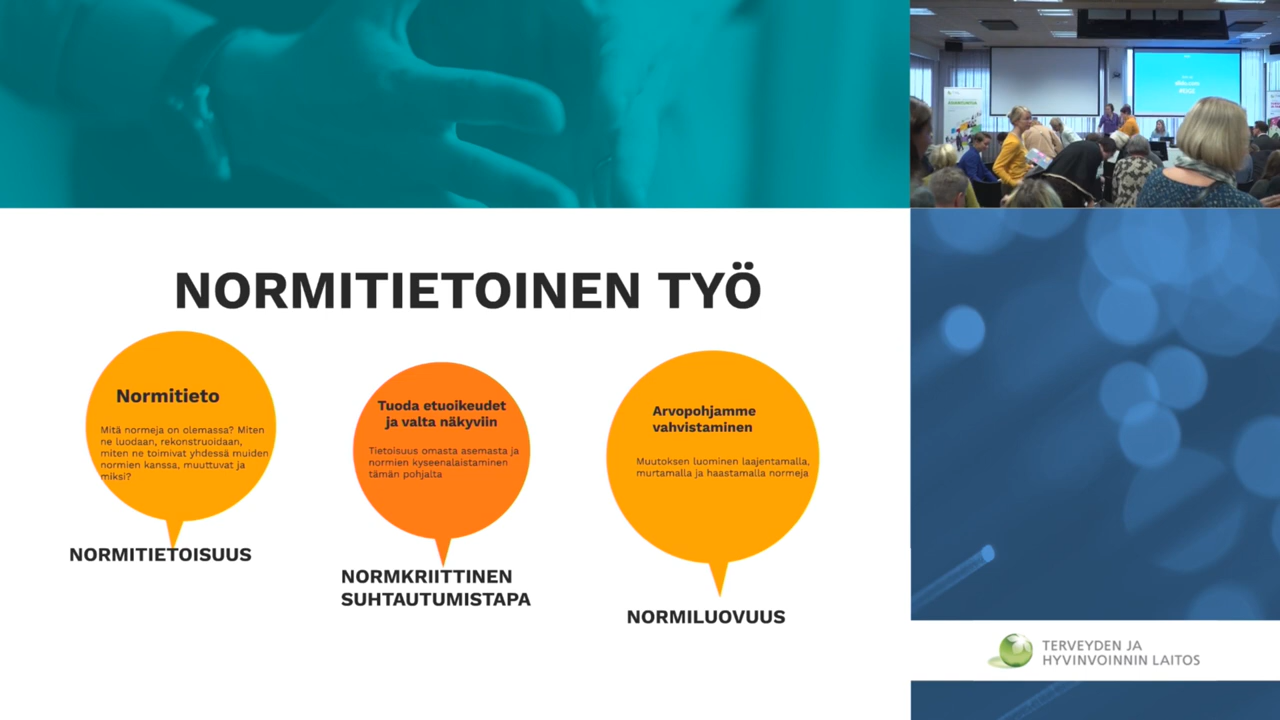 NORMITIETOINEN TYÖ
Normitieto
Mitä normeja on olemassa? Miten
ne luodaan, rekonstruoidaan,
miten ne toimivat yhdessä muiden
normien kanssa, muuttuvat ja
miksi?
NORMITIETOISUUS
Tuoda etuoikeudet
ja valta näkyviin
Tietoisuus omasta asemasta ja
normien kyseenalaistaminen
tämän pohjalta
NORMKRIITTINEN
SUHTAUTUMISTAPA
Arvopohjamme
vahvistaminen
Muutoksen luominen laajentamalla,
murtamalla ja haastamalla normeja
NORMILUOVUUS
TERVEYDEN JA
HYVINVOINNIN LAITOS